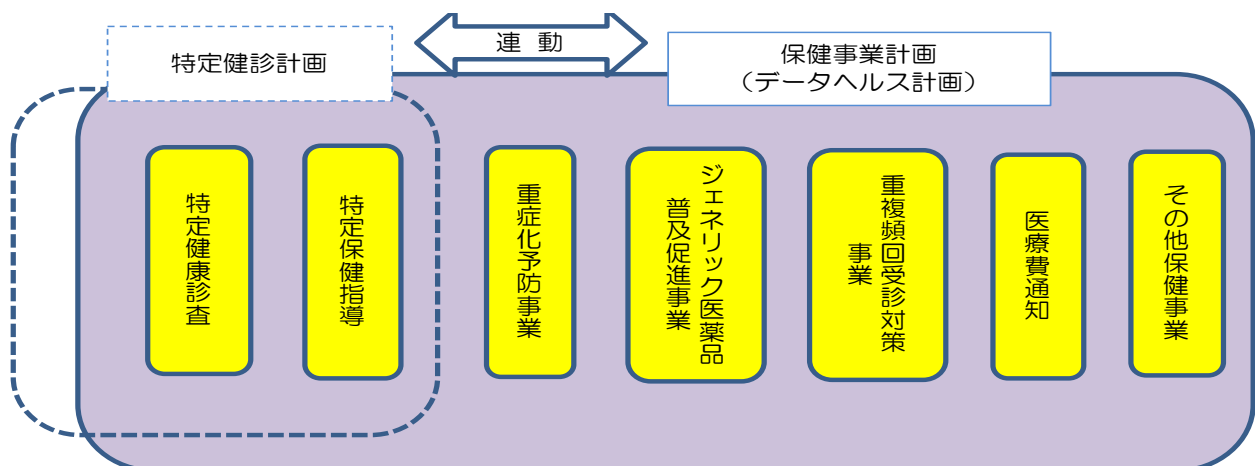 特定健診計画
連 動
保健事業計画
（データヘルス計画）
特定健康診査
特定保健指導
重症化予防事業
ジェネリック医薬品
普及促進事業
重複頻回受診対策
事業
医療費通知
その他保健事業